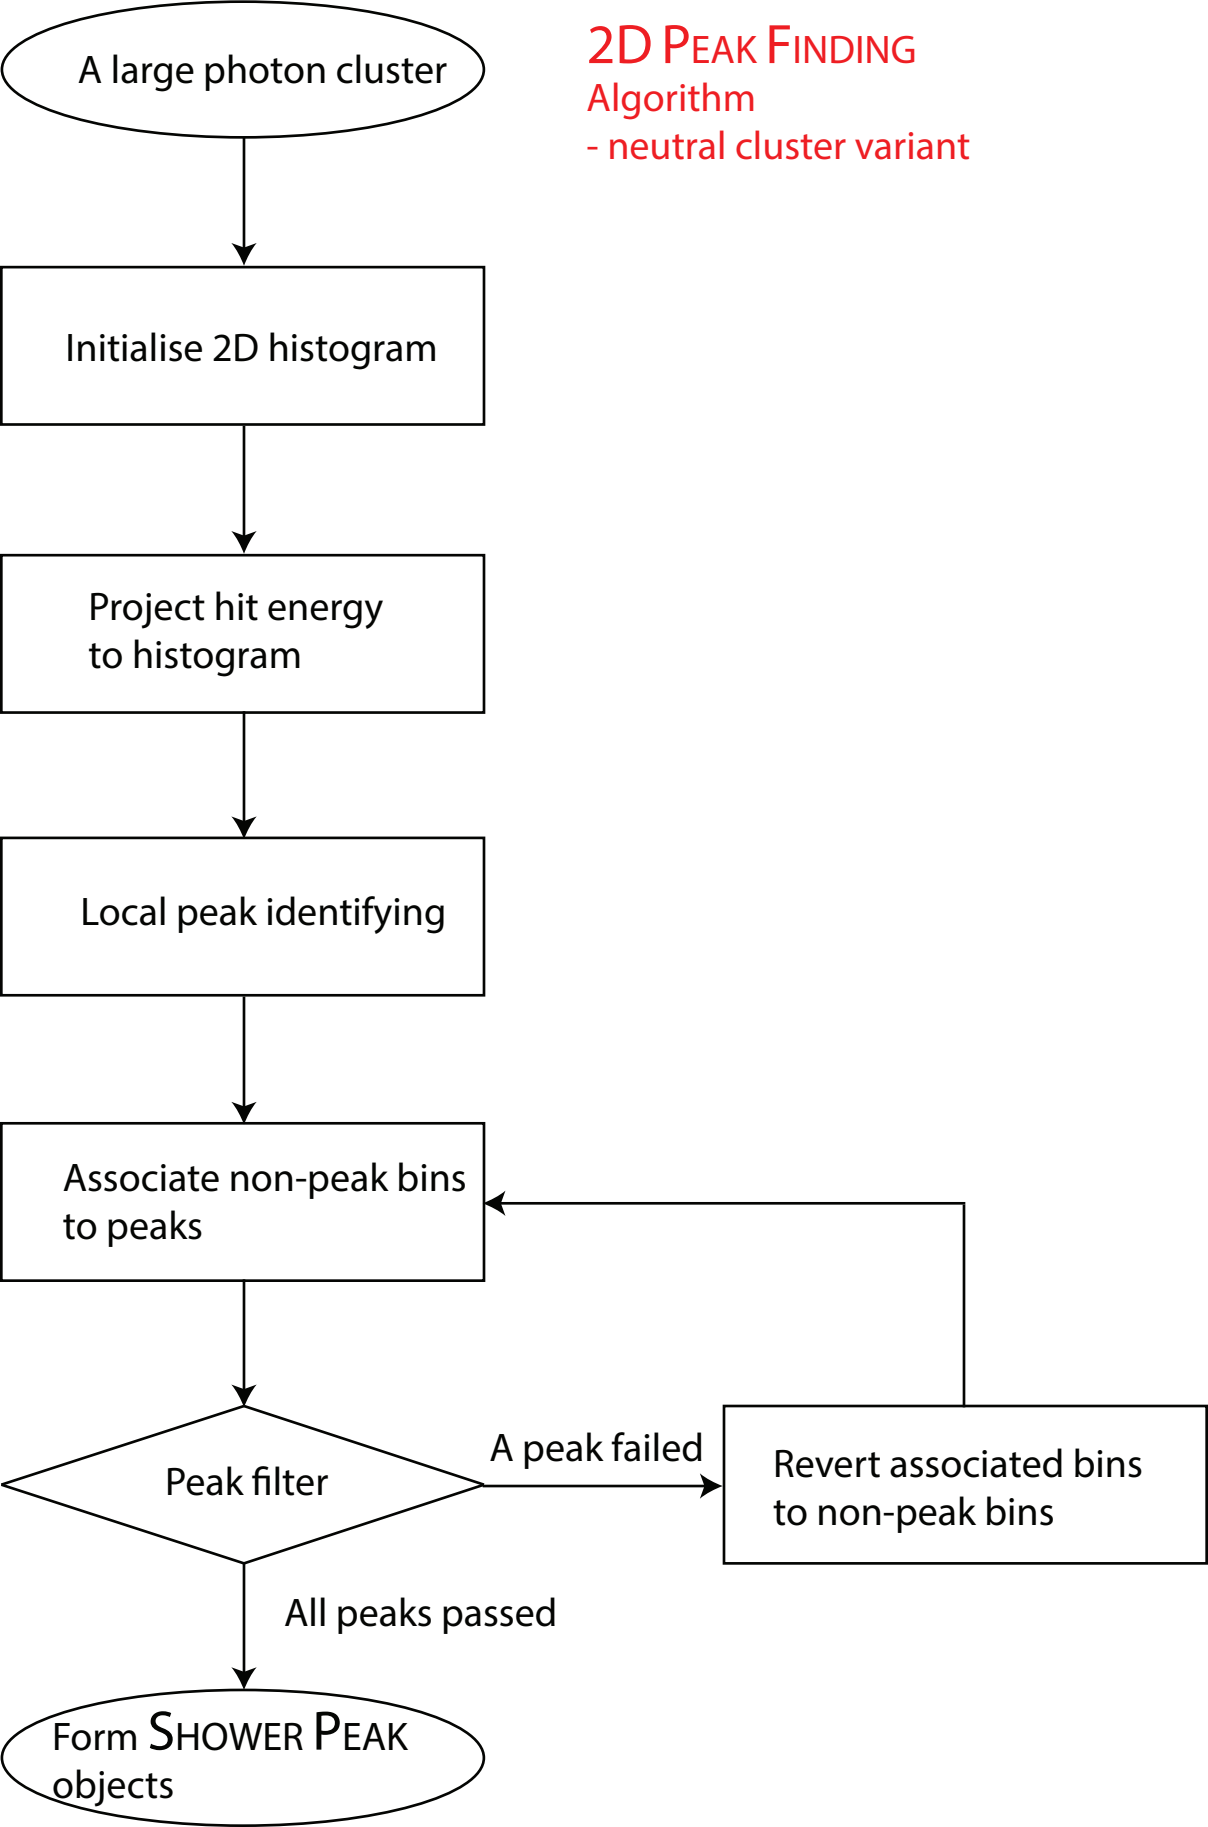 A large photon cluster
2D PEAK FINDING
Algorithm
- neutral cluster variant
Initialise 2D histogram
Project hit energy
to histogram
Local peak identifying
Associate non-peak bins
to peaks
Peak filter
A peak failed
Revert associated bins
to non-peak bins
All peaks passed
Form SHOWER PEAK
objects